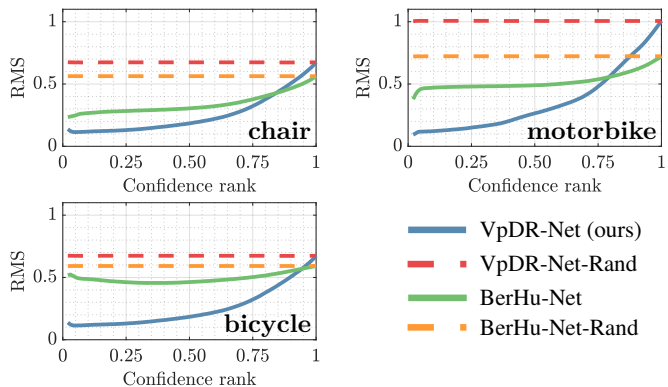 1
0.5
0
RMS
chair
0 0.25 0.50 0.75 1
Confidence rank
1
0.5
0
RMS
motorbike
0 0.25 0.50 0.75 1
Confidence rank
1
0.5
0
RMS
bicycle
0 0.25 0.50 0.75 1
Confidence rank
VpDR-Net (ours)
VpDR-Net-Rand
BerHu-Net
BerHu-Net-Rand